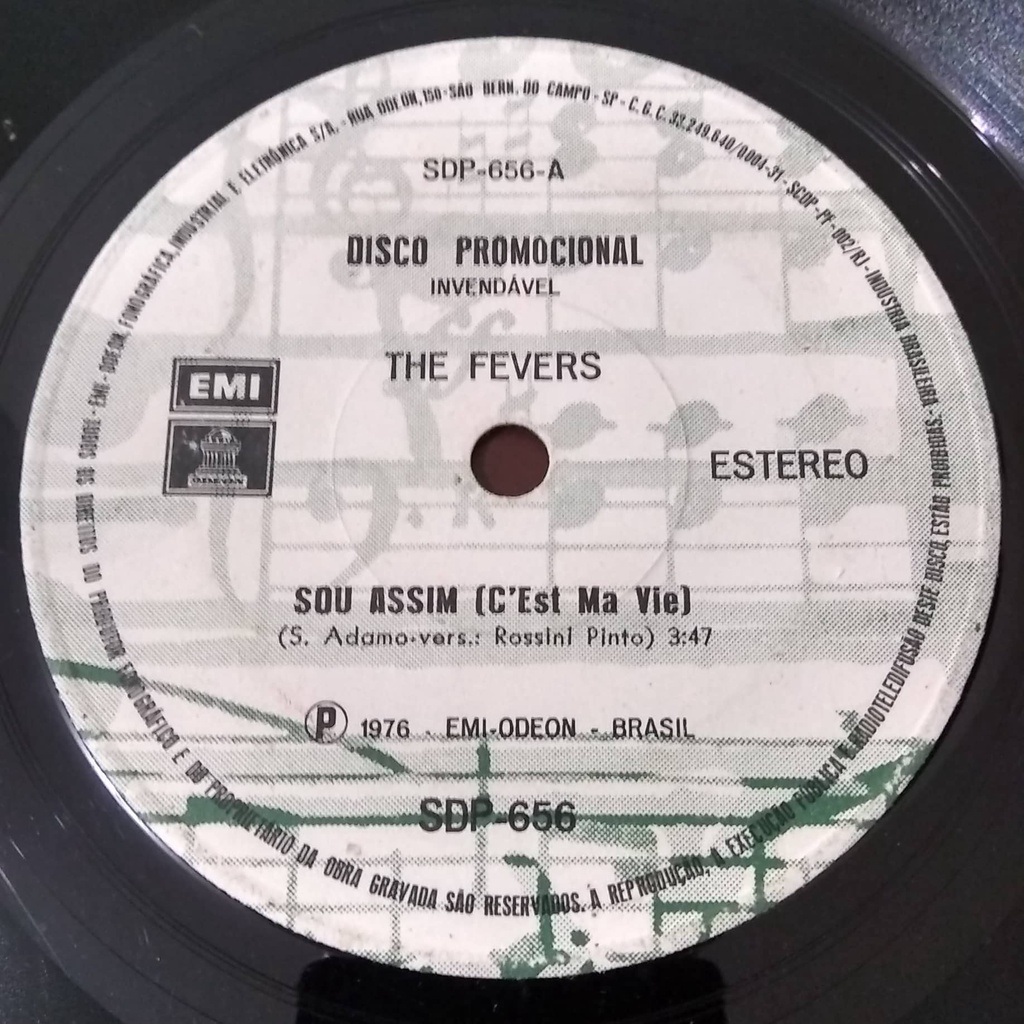 SDP-656-A
DISCO PROMOCIONAL
INVENDÁVEL
THE FEVERS
EMI
ESTEREO
SOU ASSIM (C'Est Ma Vie)
(S. Adamo-vers.: Rossini Pinto) 3:47
P 1976 - EMI-ODEON - BRASIL
SDP-656
EMI - ODEON, FONOGRÁFICA, INDUSTRIAL E ELETRÔNICA S/A. - RUA ODEON, 150 - SÃO BERN. DO CAMPO - SP - C. G. C. 33.249.640/0004-31 - SCDP - PF - 002/RJ - INDÚSTRIA BRASILEIRA -
TODOS OS DIREITOS DO PRODUTOR FONOGRÁFICO E DO PROPRIETÁRIO DA OBRA GRAVADA SÃO RESERVADOS. A REPRODUÇÃO, A EXECUÇÃO PÚBLICA E RADIOTELEDIFUSÃO DESTE DISCO ESTÃO PROIBIDAS.